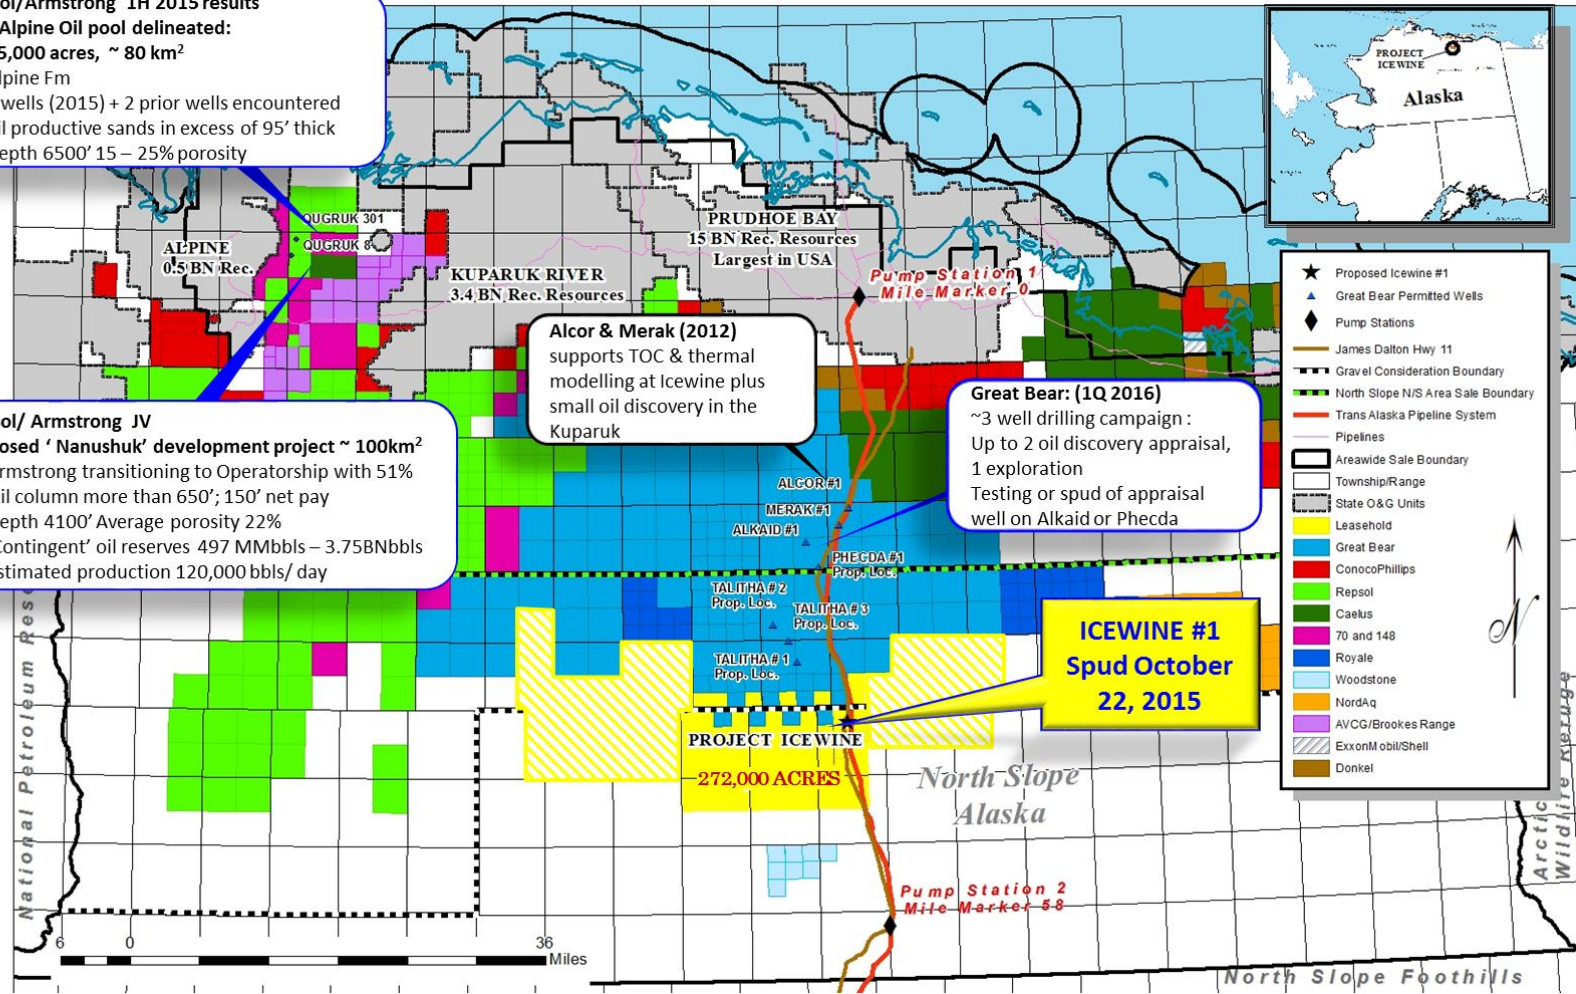 1H 2015 results
Alpine Oil pool delineated:
5,000 acres, ~ 80 km²
Fm
wells (2015) + 2 prior wells encountered
productive sands in excess of 95’ thick
6500’ 15 – 25% porosity
QUGRUK 301
QUGRUK 8
ALPINE
0.5 BN Rec.
KUPARUK RIVER
3.4 BN Rec. Resources
PRUDHOE BAY
15 BN Rec. Resources
Largest in USA
Pump Station 1
Mile Marker 0
PROJECT
ICEWINE
Alaska
Alcor & Merak (2012)
supports TOC & thermal
modelling at Icewine plus
small oil discovery in the
Kuparuk
Great Bear: (1Q 2016)
~3 well drilling campaign :
Up to 2 oil discovery appraisal,
1 exploration
Testing or spud of appraisal
well on Alkaid or Phecda
Armstrong JV
‘ Nanushuk’ development project ~ 100km²
transitioning to Operatorship with 51%
column more than 650’; 150’ net pay
4100’ Average porosity 22%
oil reserves 497 MMbbls – 3.75BNbbls
production 120,000 bbls/ day
ALCOR #1
MERAK #1
ALKAID #1
PHECDA #1
Prop. Loc.
TALITHA # 2
Prop. Loc.
TALITHA # 3
Prop. Loc.
TALITHA # 1
Prop. Loc.
ICEWINE #1
Spud October
22, 2015
PROJECT ICEWINE
272,000 ACRES
North Slope
Alaska
Pump Station 2
Mile Marker 58
National Petroleum
Arctic
Wildlife Refuge
North Slope Foothills
6 0 36
Miles
Proposed Icewine #1
Great Bear Permitted Wells
Pump Stations
James Dalton Hwy 11
Gravel Consideration Boundary
North Slope N/S Area Sale Boundary
Trans Alaska Pipeline System
Pipelines
Areawide Sale Boundary
Township/Range
State O&G Units
Leasehold
Great Bear
ConocoPhillips
Repsol
Caelus
70 and 148
Royale
Woodstone
NordAq
AVCG/Brookes Range
ExxonMobil/Shell
Donkel
N